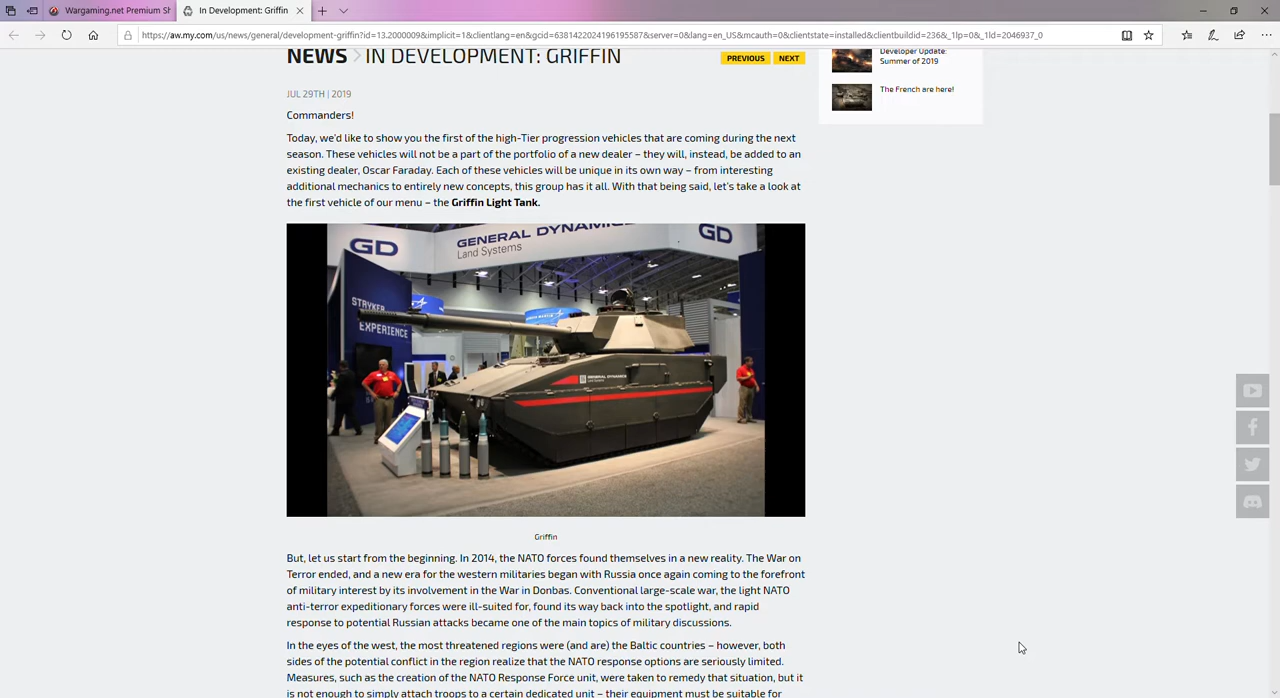 Wargaming.net Premium Sh
In Development: Griffin
https://aw.my.com/us/news/general/development-griffin?id=13.2000009&implicit=1&clientlang=en&gcid=638142202419619 5587&server=0&lang=en_US&mcauth=0&clientstate=installed&clientbuildid=236&_1lp=0&_1ld=2046937_0
NEWS > IN DEVELOPMENT: GRIFFIN
PREVIOUS
NEXT
Developer Update:
Summer of 2019
The French are here!
JUL 29TH | 2019
Commanders!
Today, we'd like to show you the first of the high-Tier progression vehicles that are coming during the next
season. These vehicles will not be a part of the portfolio of a new dealer – they will, instead, be added to an
existing dealer, Oscar Faraday. Each of these vehicles will be unique in its own way – from interesting
additional mechanics to entirely new concepts, this group has it all. With that being said, let's take a look at
the first vehicle of our menu – the Griffin Light Tank.
GD
GENERAL DYNAMICS
Land Systems
GD
STRYKER
EXPERIENCE
GENERAL DYNAMICS
Land Systems
Griffin
But, let us start from the beginning. In 2014, the NATO forces found themselves in a new reality. The War on
Terror ended, and a new era for the western militaries began with Russia once again coming to the forefront
of military interest by its involvement in the War in Donbas. Conventional large-scale war, the light NATO
anti-terror expeditionary forces were ill-suited for, found its way back into the spotlight, and rapid
response to potential Russian attacks became one of the main topics of military discussions.
In the eyes of the west, the most threatened regions were (and are) the Baltic countries – however, both
sides of the potential conflict in the region realize that the NATO response options are seriously limited.
Measures, such as the creation of the NATO Response Force unit, were taken to remedy that situation, but it
is not enough to simply attach troops to a certain dedicated unit – their equipment must be suitable for